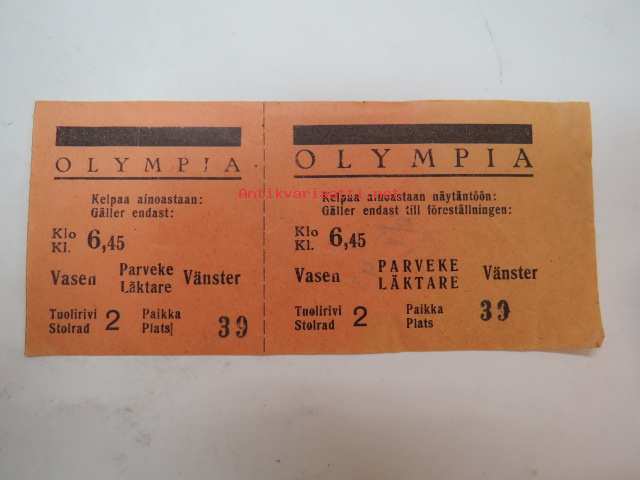 OLYMPIA
Kelpaa ainoastaan:
Gäller endast:
Klo
Kl. 6,45
Vasen Parveke Vänster
Läktare
Tuolirivi 2 Paikka 39
Stolrad Plats
OLYMPIA
Kelpaa ainoastaan näytäntöön:
Gäller endast till föreställningen:
Klo
Kl. 6,45
Vasen PARVEKE Vänster
LÄKTARE
Tuolirivi 2 Paikka 39
Stolrad Plats
Antikvariaatti.net